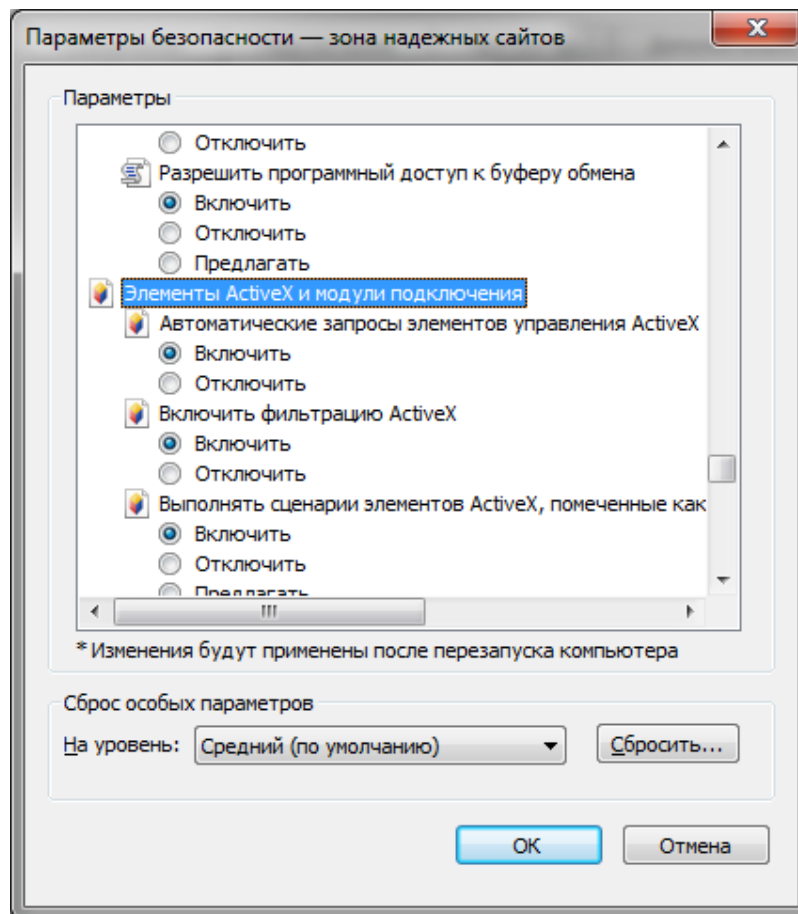 Параметры безопасности — зона надежных сайтов
Параметры
Отключить
Разрешить программный доступ к буферу обмена
Включить
Отключить
Предлагать
Элементы ActiveX и модули подключения
Автоматические запросы элементов управления ActiveX
Включить
Отключить
Включить фильтрацию ActiveX
Включить
Отключить
Выполнять сценарии элементов ActiveX, помеченные как
Включить
Отключить
Предлагать
* Изменения будут применены после перезапуска компьютера
Сброс особых параметров
На уровень: Средний (по умолчанию) Сбросить...
ОК Отмена